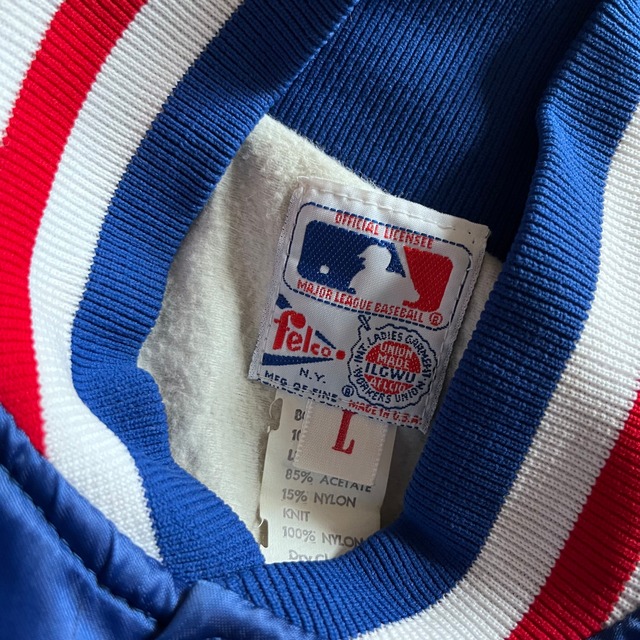 OFFICIAL LICENSEE
MAJOR LEAGUE BASEBALL ®
felco.
N.Y.
MFG. OF FINE
®
INT. LADIES GARMENT WORKERS UNION
UNION
MADE
ILGWU
AFL CIO
MADE IN U.S.A.
L
85% ACETATE
15% NYLON
KNIT
100% NYLON
Dry